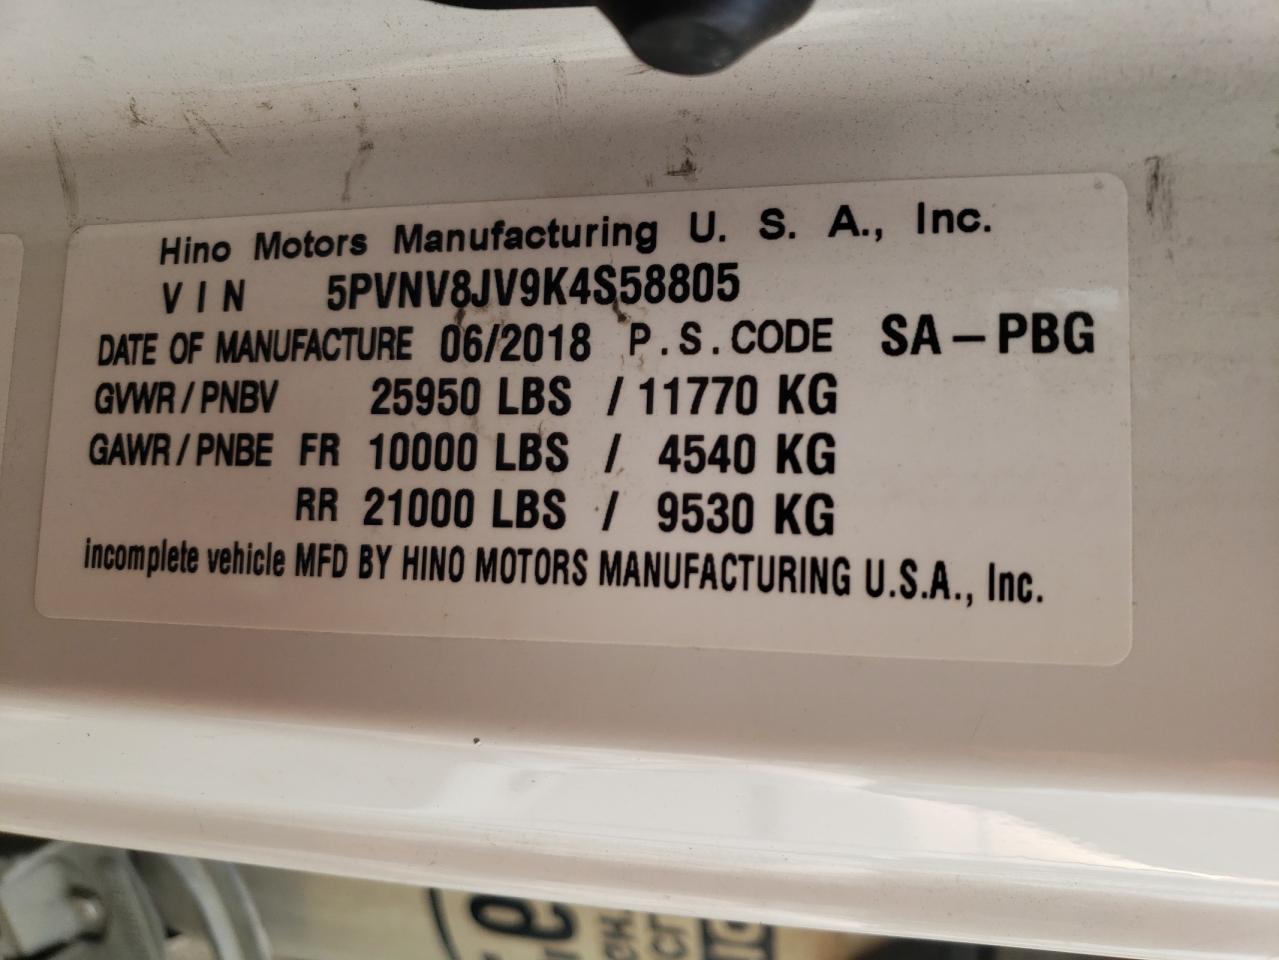 Hino Motors Manufacturing U. S. A., Inc.
VIN 5PVNV8JV9K4S58805
DATE OF MANUFACTURE 06/2018 P.S.CODE SA-PBG
GVWR/PNBV 25950 LBS / 11770 KG
GAWR/PNBE FR 10000 LBS / 4540 KG
RR 21000 LBS / 9530 KG
incomplete vehicle MFD BY HINO MOTORS MANUFACTURING U.S.A., Inc.